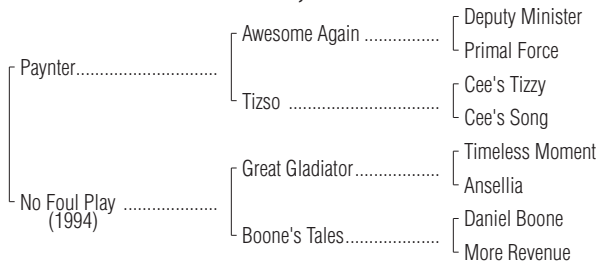 Deputy Minister
Awesome Again ................
Primal Force
Paynter..............................
Cee's Tizzy
Tizso ................................
Cee's Song
Timeless Moment
Great Gladiator..................
Ansellia
No Foul Play ....................
(1994)
Daniel Boone
Boone's Tales....................
More Revenue